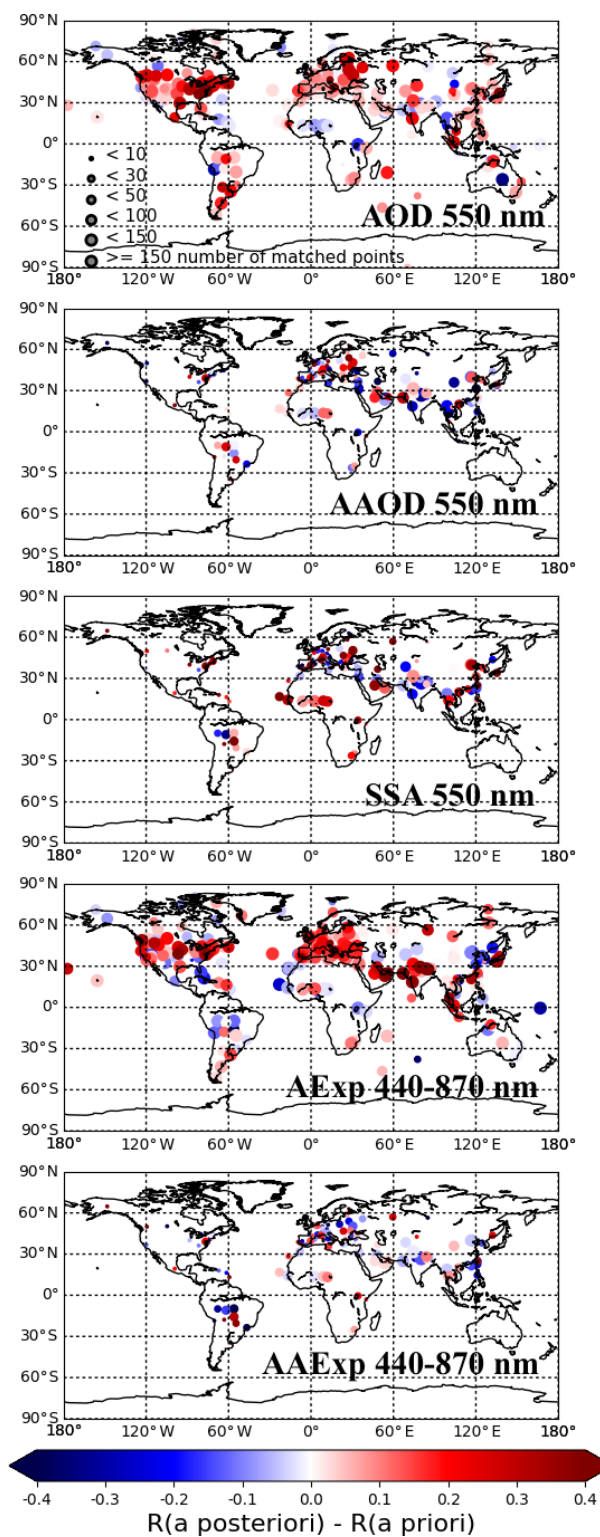 90°N
60°N
30°N
0°
30°S
60°S
90°S
< 10
< 30
< 50
< 100
< 150
>= 150 number of matched points
AOD 550 nm
180° 120°W 60°W 0° 60°E 120°E 180°
90°N
60°N
30°N
0°
30°S
60°S
90°S
AAOD 550 nm
180° 120°W 60°W 0° 60°E 120°E 180°
90°N
60°N
30°N
0°
30°S
60°S
90°S
SSA 550 nm
180° 120°W 60°W 0° 60°E 120°E 180°
90°N
60°N
30°N
0°
30°S
60°S
90°S
AExp 440-870 nm
180° 120°W 60°W 0° 60°E 120°E 180°
90°N
60°N
30°N
0°
30°S
60°S
90°S
AAExp 440-870 nm
180° 120°W 60°W 0° 60°E 120°E 180°
-0.4 -0.3 -0.2 -0.1 0.0 0.1 0.2 0.3 0.4
R(a posteriori) - R(a priori)